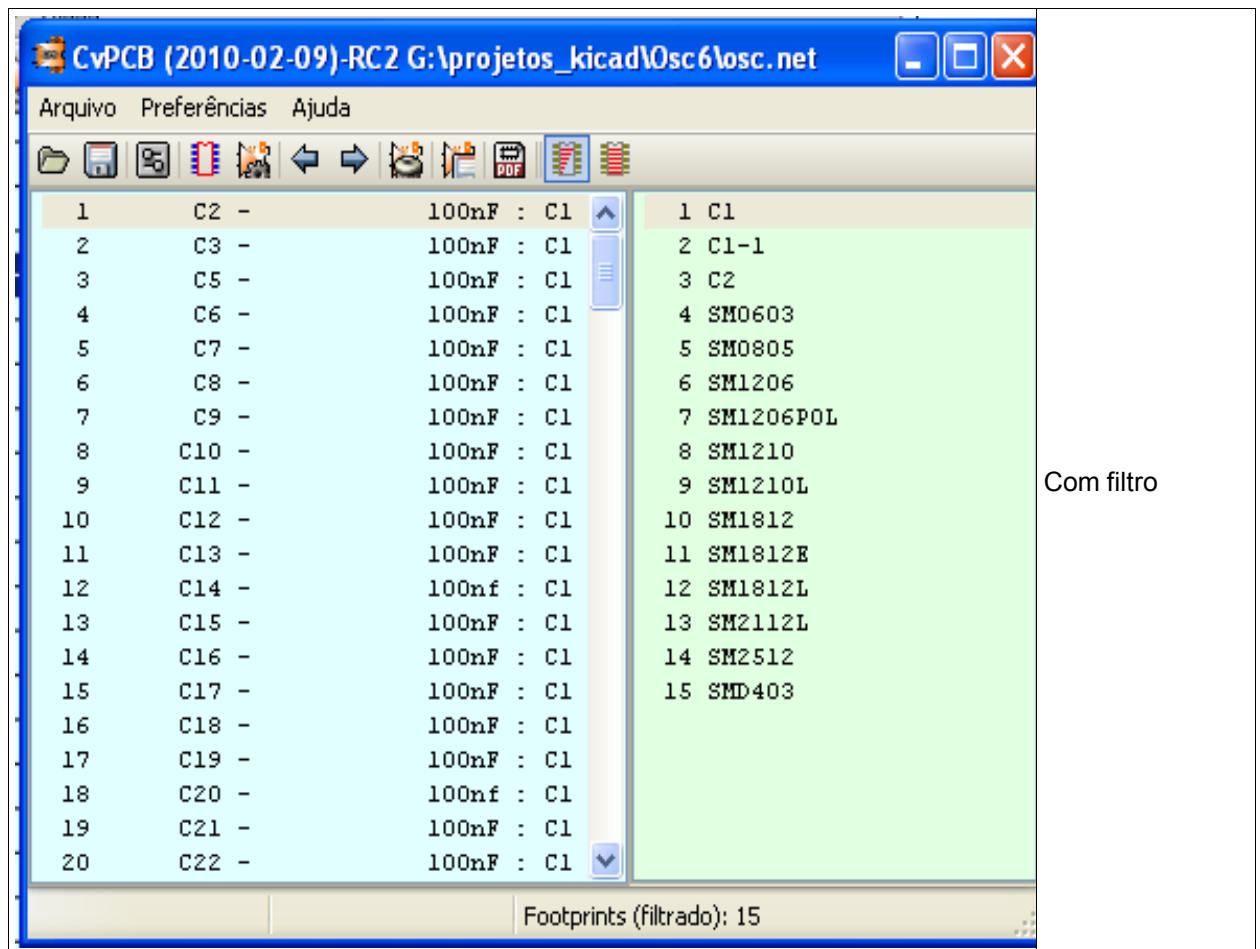 CvPCB (2010-02-09)-RC2 G:\projetos_kicad\Osc6\osc.net
Arquivo Preferências Ajuda
PDF
1 C2 - 100nF : C1
2 C3 - 100nF : C1
3 C5 - 100nF : C1
4 C6 - 100nF : C1
5 C7 - 100nF : C1
6 C8 - 100nF : C1
7 C9 - 100nF : C1
8 C10 - 100nF : C1
9 C11 - 100nF : C1
10 C12 - 100nF : C1
11 C13 - 100nF : C1
12 C14 - 100nf : C1
13 C15 - 100nF : C1
14 C16 - 100nF : C1
15 C17 - 100nF : C1
16 C18 - 100nF : C1
17 C19 - 100nF : C1
18 C20 - 100nf : C1
19 C21 - 100nF : C1
20 C22 - 100nF : C1
1 C1
2 C1-1
3 C2
4 SM0603
5 SM0805
6 SM1206
7 SM1206POL
8 SM1210
9 SM1210L
10 SM1812
11 SM1812E
12 SM1812L
13 SM2112L
14 SM2512
15 SMD403
Footprints (filtrado): 15
Com filtro